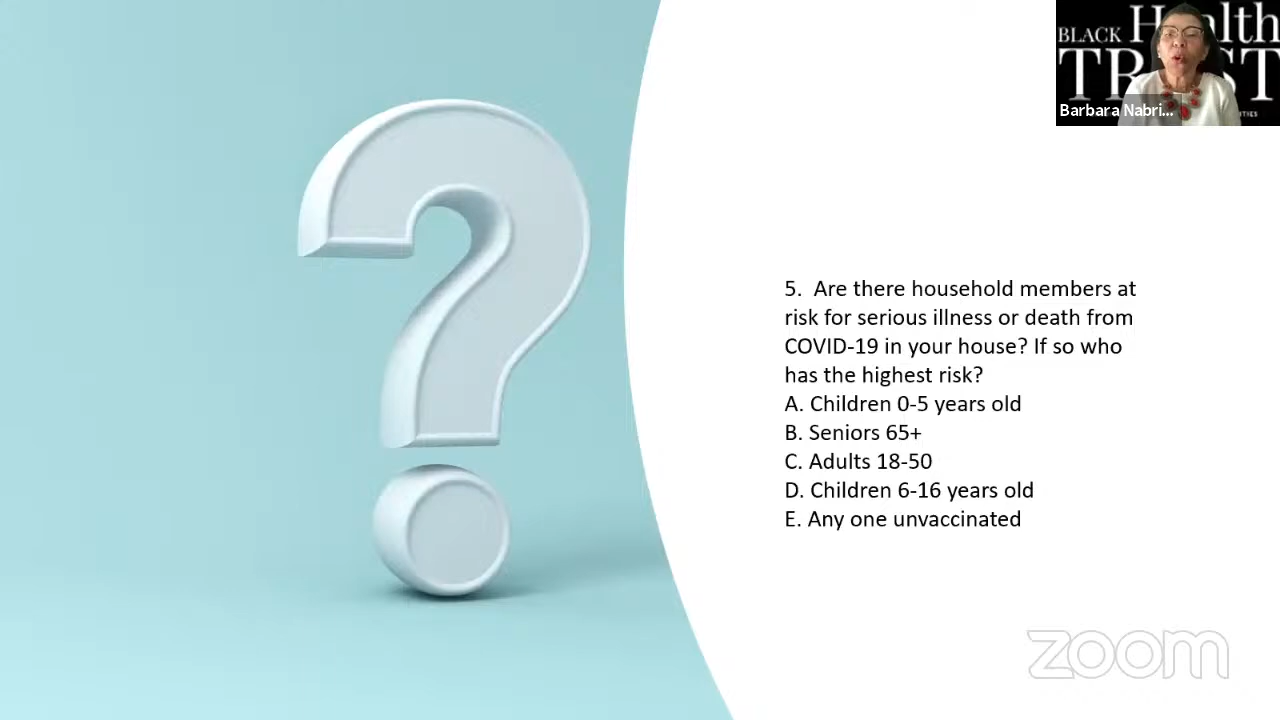 BLACK Health
TRUST
Barbara Nabri...
5.  Are there household members at
risk for serious illness or death from
COVID-19 in your house? If so who
has the highest risk?
A. Children 0-5 years old
B. Seniors 65+
C. Adults 18-50
D. Children 6-16 years old
E. Any one unvaccinated
zoom